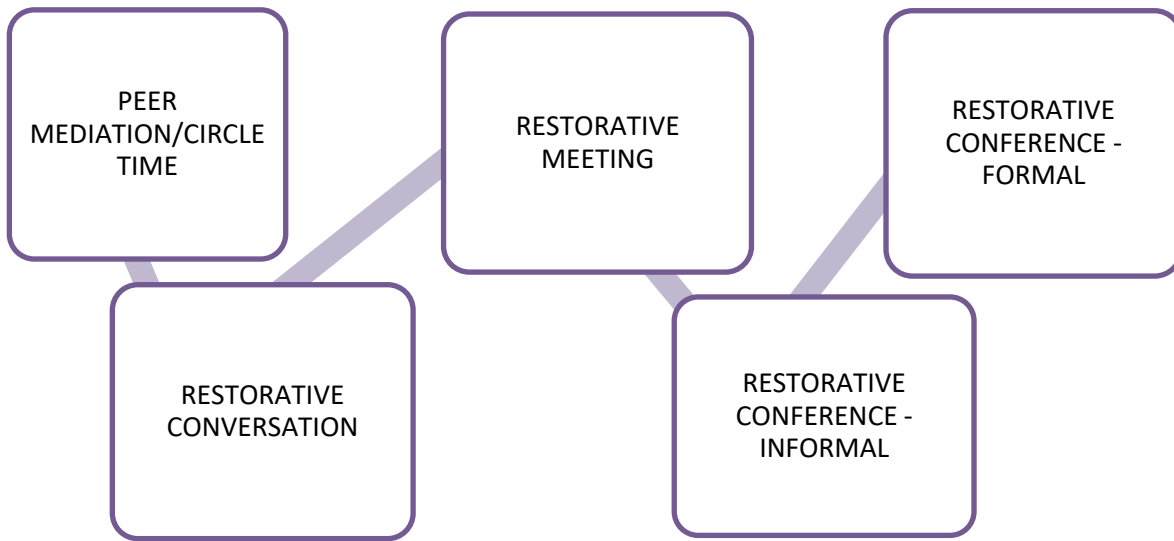 PEER
MEDIATION/CIRCLE
TIME
RESTORATIVE
CONVERSATION
RESTORATIVE
MEETING
RESTORATIVE
CONFERENCE -
INFORMAL
RESTORATIVE
CONFERENCE -
FORMAL